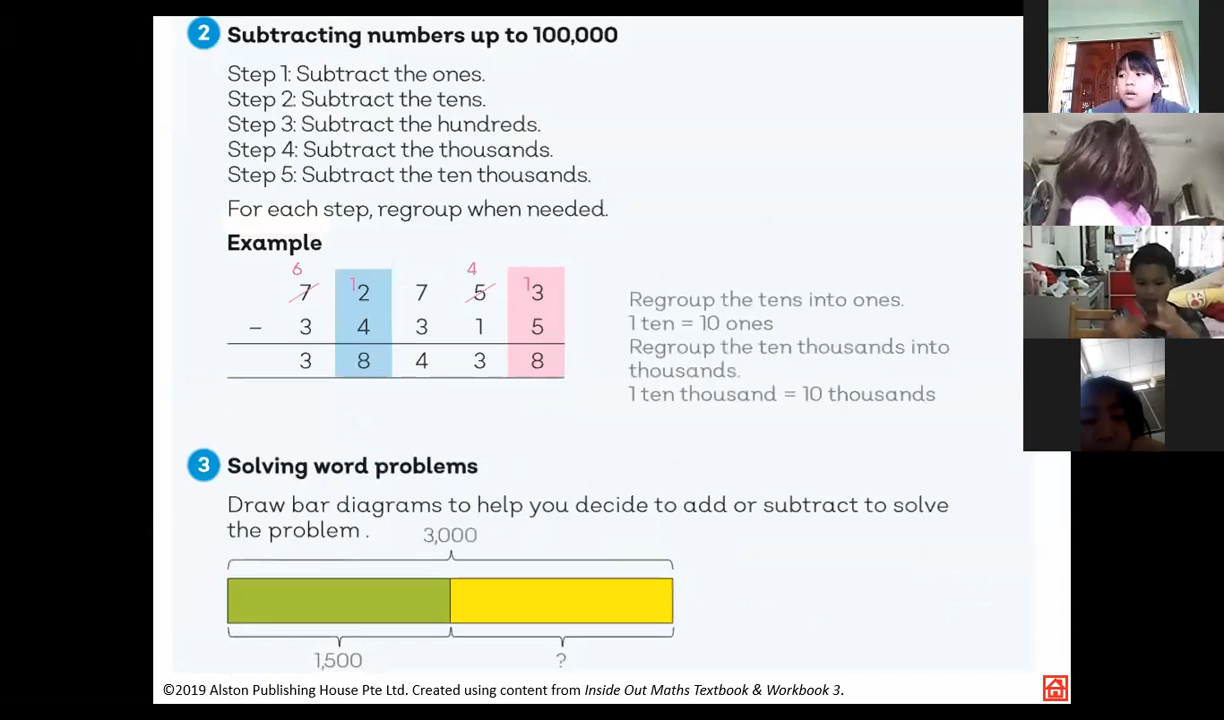 2 Subtracting numbers up to 100,000
Step 1: Subtract the ones.
Step 2: Subtract the tens.
Step 3: Subtract the hundreds.
Step 4: Subtract the thousands.
Step 5: Subtract the ten thousands.
For each step, regroup when needed.
Example
6 4
7 12 7 5 13
– 3 4 3 1 5
3 8 4 3 8
Regroup the tens into ones.
1 ten = 10 ones
Regroup the ten thousands into
thousands.
1 ten thousand = 10 thousands
3 Solving word problems
Draw bar diagrams to help you decide to add or subtract to solve
the problem .
3,000
1,500 ?
©2019 Alston Publishing House Pte Ltd. Created using content from Inside Out Maths Textbook & Workbook 3.